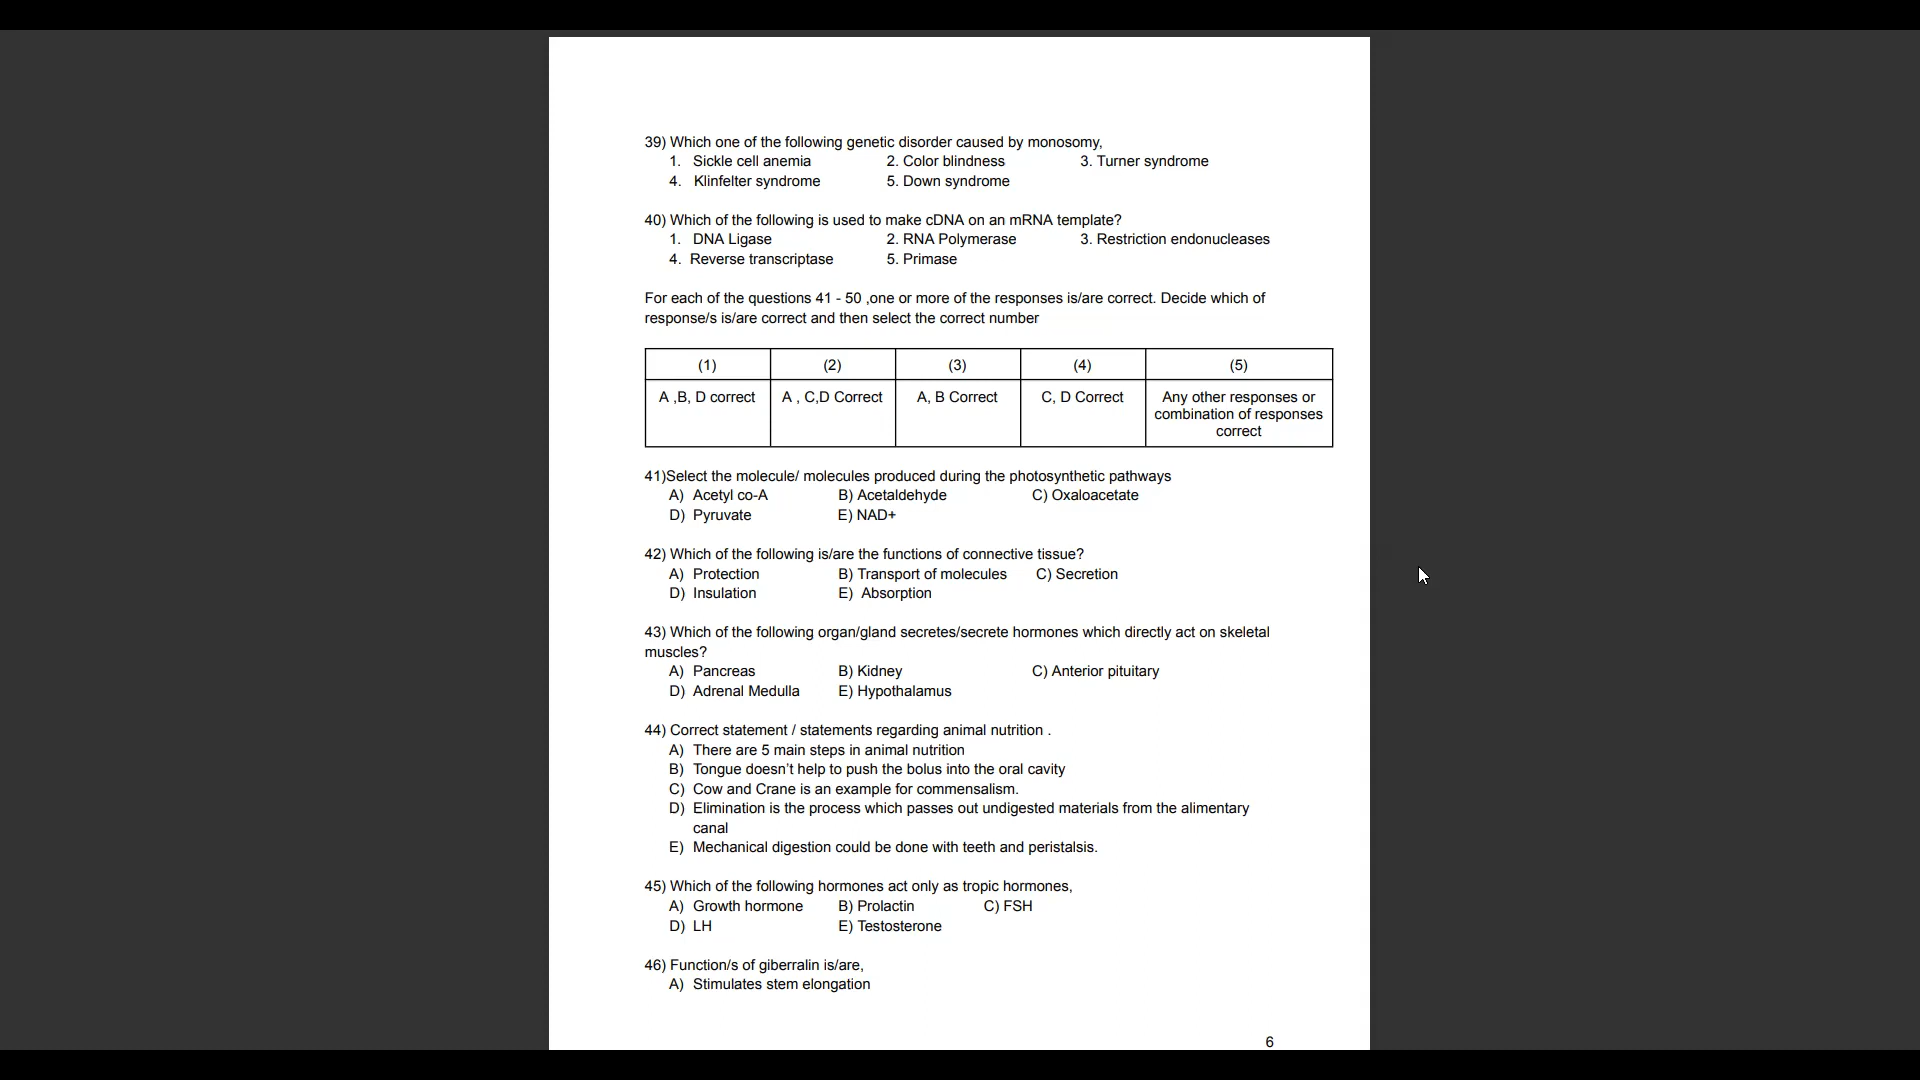 39) Which one of the following genetic disorder caused by monosomy,
1. Sickle cell anemia 2. Color blindness 3. Turner syndrome
4. Klinfelter syndrome 5. Down syndrome
40) Which of the following is used to make cDNA on an mRNA template?
1. DNA Ligase 2. RNA Polymerase 3. Restriction endonucleases
4. Reverse transcriptase 5. Primase
For each of the questions 41 - 50 ,one or more of the responses is/are correct. Decide which of
response/s is/are correct and then select the correct number
(1) (2) (3) (4) (5)
A ,B, D correct A , C,D Correct A, B Correct C, D Correct Any other responses or
combination of responses
correct
41)Select the molecule/ molecules produced during the photosynthetic pathways
A) Acetyl co-A B) Acetaldehyde C) Oxaloacetate
D) Pyruvate E) NAD+
42) Which of the following is/are the functions of connective tissue?
A) Protection B) Transport of molecules C) Secretion
D) Insulation E) Absorption
43) Which of the following organ/gland secretes/secrete hormones which directly act on skeletal
muscles?
A) Pancreas B) Kidney C) Anterior pituitary
D) Adrenal Medulla E) Hypothalamus
44) Correct statement / statements regarding animal nutrition .
A) There are 5 main steps in animal nutrition
B) Tongue doesn’t help to push the bolus into the oral cavity
C) Cow and Crane is an example for commensalism.
D) Elimination is the process which passes out undigested materials from the alimentary
canal
E) Mechanical digestion could be done with teeth and peristalsis.
45) Which of the following hormones act only as tropic hormones,
A) Growth hormone B) Prolactin C) FSH
D) LH E) Testosterone
46) Function/s of giberralin is/are,
A) Stimulates stem elongation
6